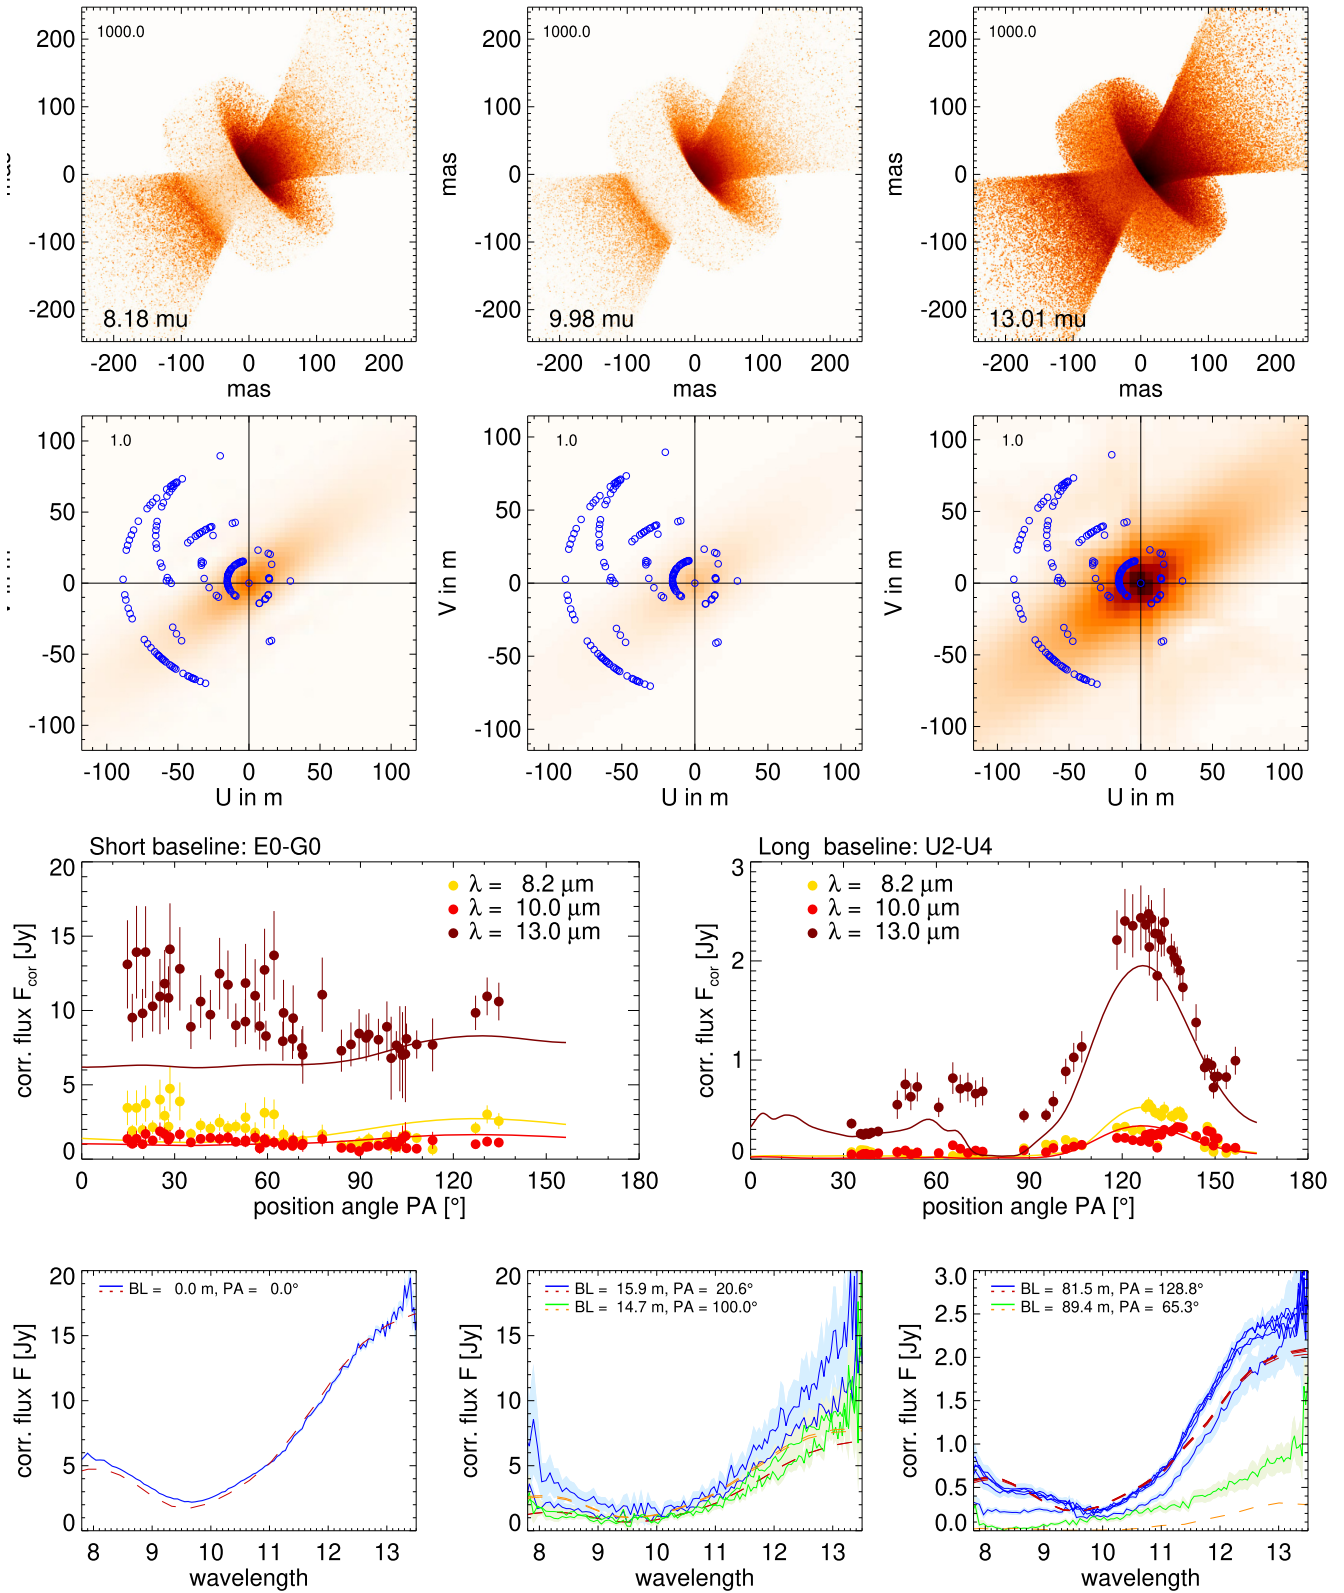 1000.0
1000.0
1000.0
200
100
0
-100
-200
mas
200
100
0
-100
-200
mas
200
100
0
-100
-200
8.18 mu
9.98 mu
13.01 mu
-200 -100 0 100 200
-200 -100 0 100 200
-200 -100 0 100 200
mas
mas
mas
1.0
1.0
1.0
100
50
0
-50
-100
V in m
100
50
0
-50
-100
100
50
0
-50
-100
-100 -50 0 50 100
-100 -50 0 50 100
-100 -50 0 50 100
U in m
U in m
U in m
Short baseline: E0-G0
λ = 8.2 μm
λ = 10.0 μm
λ = 13.0 μm
20
15
10
5
0
corr. flux Fcor [Jy]
0 30 60 90 120 150 180
position angle PA [°]
Long baseline: U2-U4
λ = 8.2 μm
λ = 10.0 μm
λ = 13.0 μm
3
2
1
0
corr. flux Fcor [Jy]
0 30 60 90 120 150 180
position angle PA [°]
BL = 0.0 m, PA = 0.0°
20
15
10
5
0
corr. flux F [Jy]
8 9 10 11 12 13
wavelength
BL = 15.9 m, PA = 20.6°
BL = 14.7 m, PA = 100.0°
20
15
10
5
0
corr. flux F [Jy]
8 9 10 11 12 13
wavelength
BL = 81.5 m, PA = 128.8°
BL = 89.4 m, PA = 65.3°
3.0
2.5
2.0
1.5
1.0
0.5
0.0
corr. flux F [Jy]
8 9 10 11 12 13
wavelength